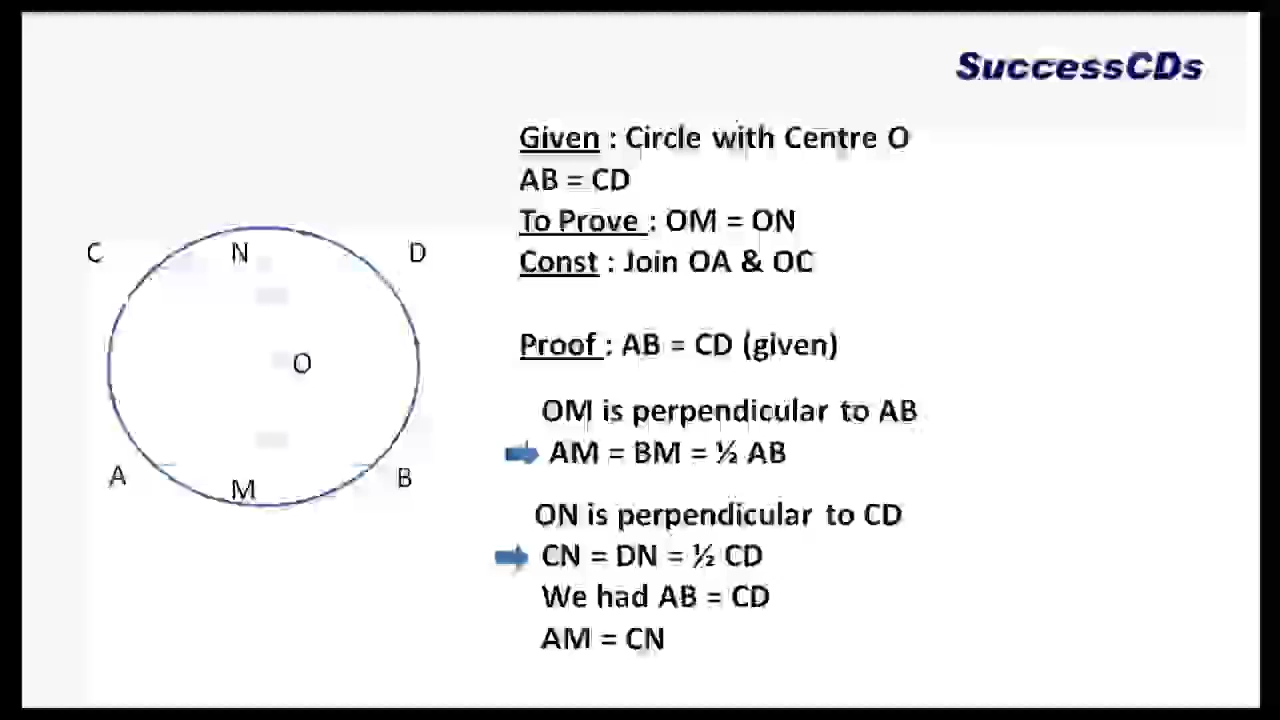 SuccessCDs
Given : Circle with Centre O
AB = CD
To Prove : OM = ON
Const : Join OA & OC
Proof : AB = CD (given)
OM is perpendicular to AB
AM = BM = ½ AB
ON is perpendicular to CD
CN = DN = ½ CD
We had AB = CD
AM = CN
C
N
D
O
A
M
B